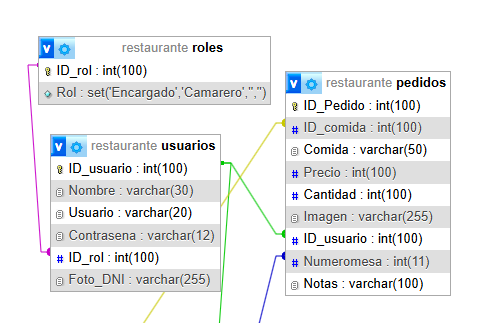 restaurante roles
ID_rol : int(100)
Rol : set('Encargado','Camarero','','')
restaurante usuarios
ID_usuario : int(100)
Nombre : varchar(30)
Usuario : varchar(20)
Contrasena : varchar(12)
# ID_rol : int(100)
Foto_DNI : varchar(255)
restaurante pedidos
ID_Pedido : int(100)
# ID_comida : int(100)
Comida : varchar(50)
# Precio : int(100)
# Cantidad : int(100)
Imagen : varchar(255)
# ID_usuario : int(100)
# Numeromesa : int(11)
Notas : varchar(100)